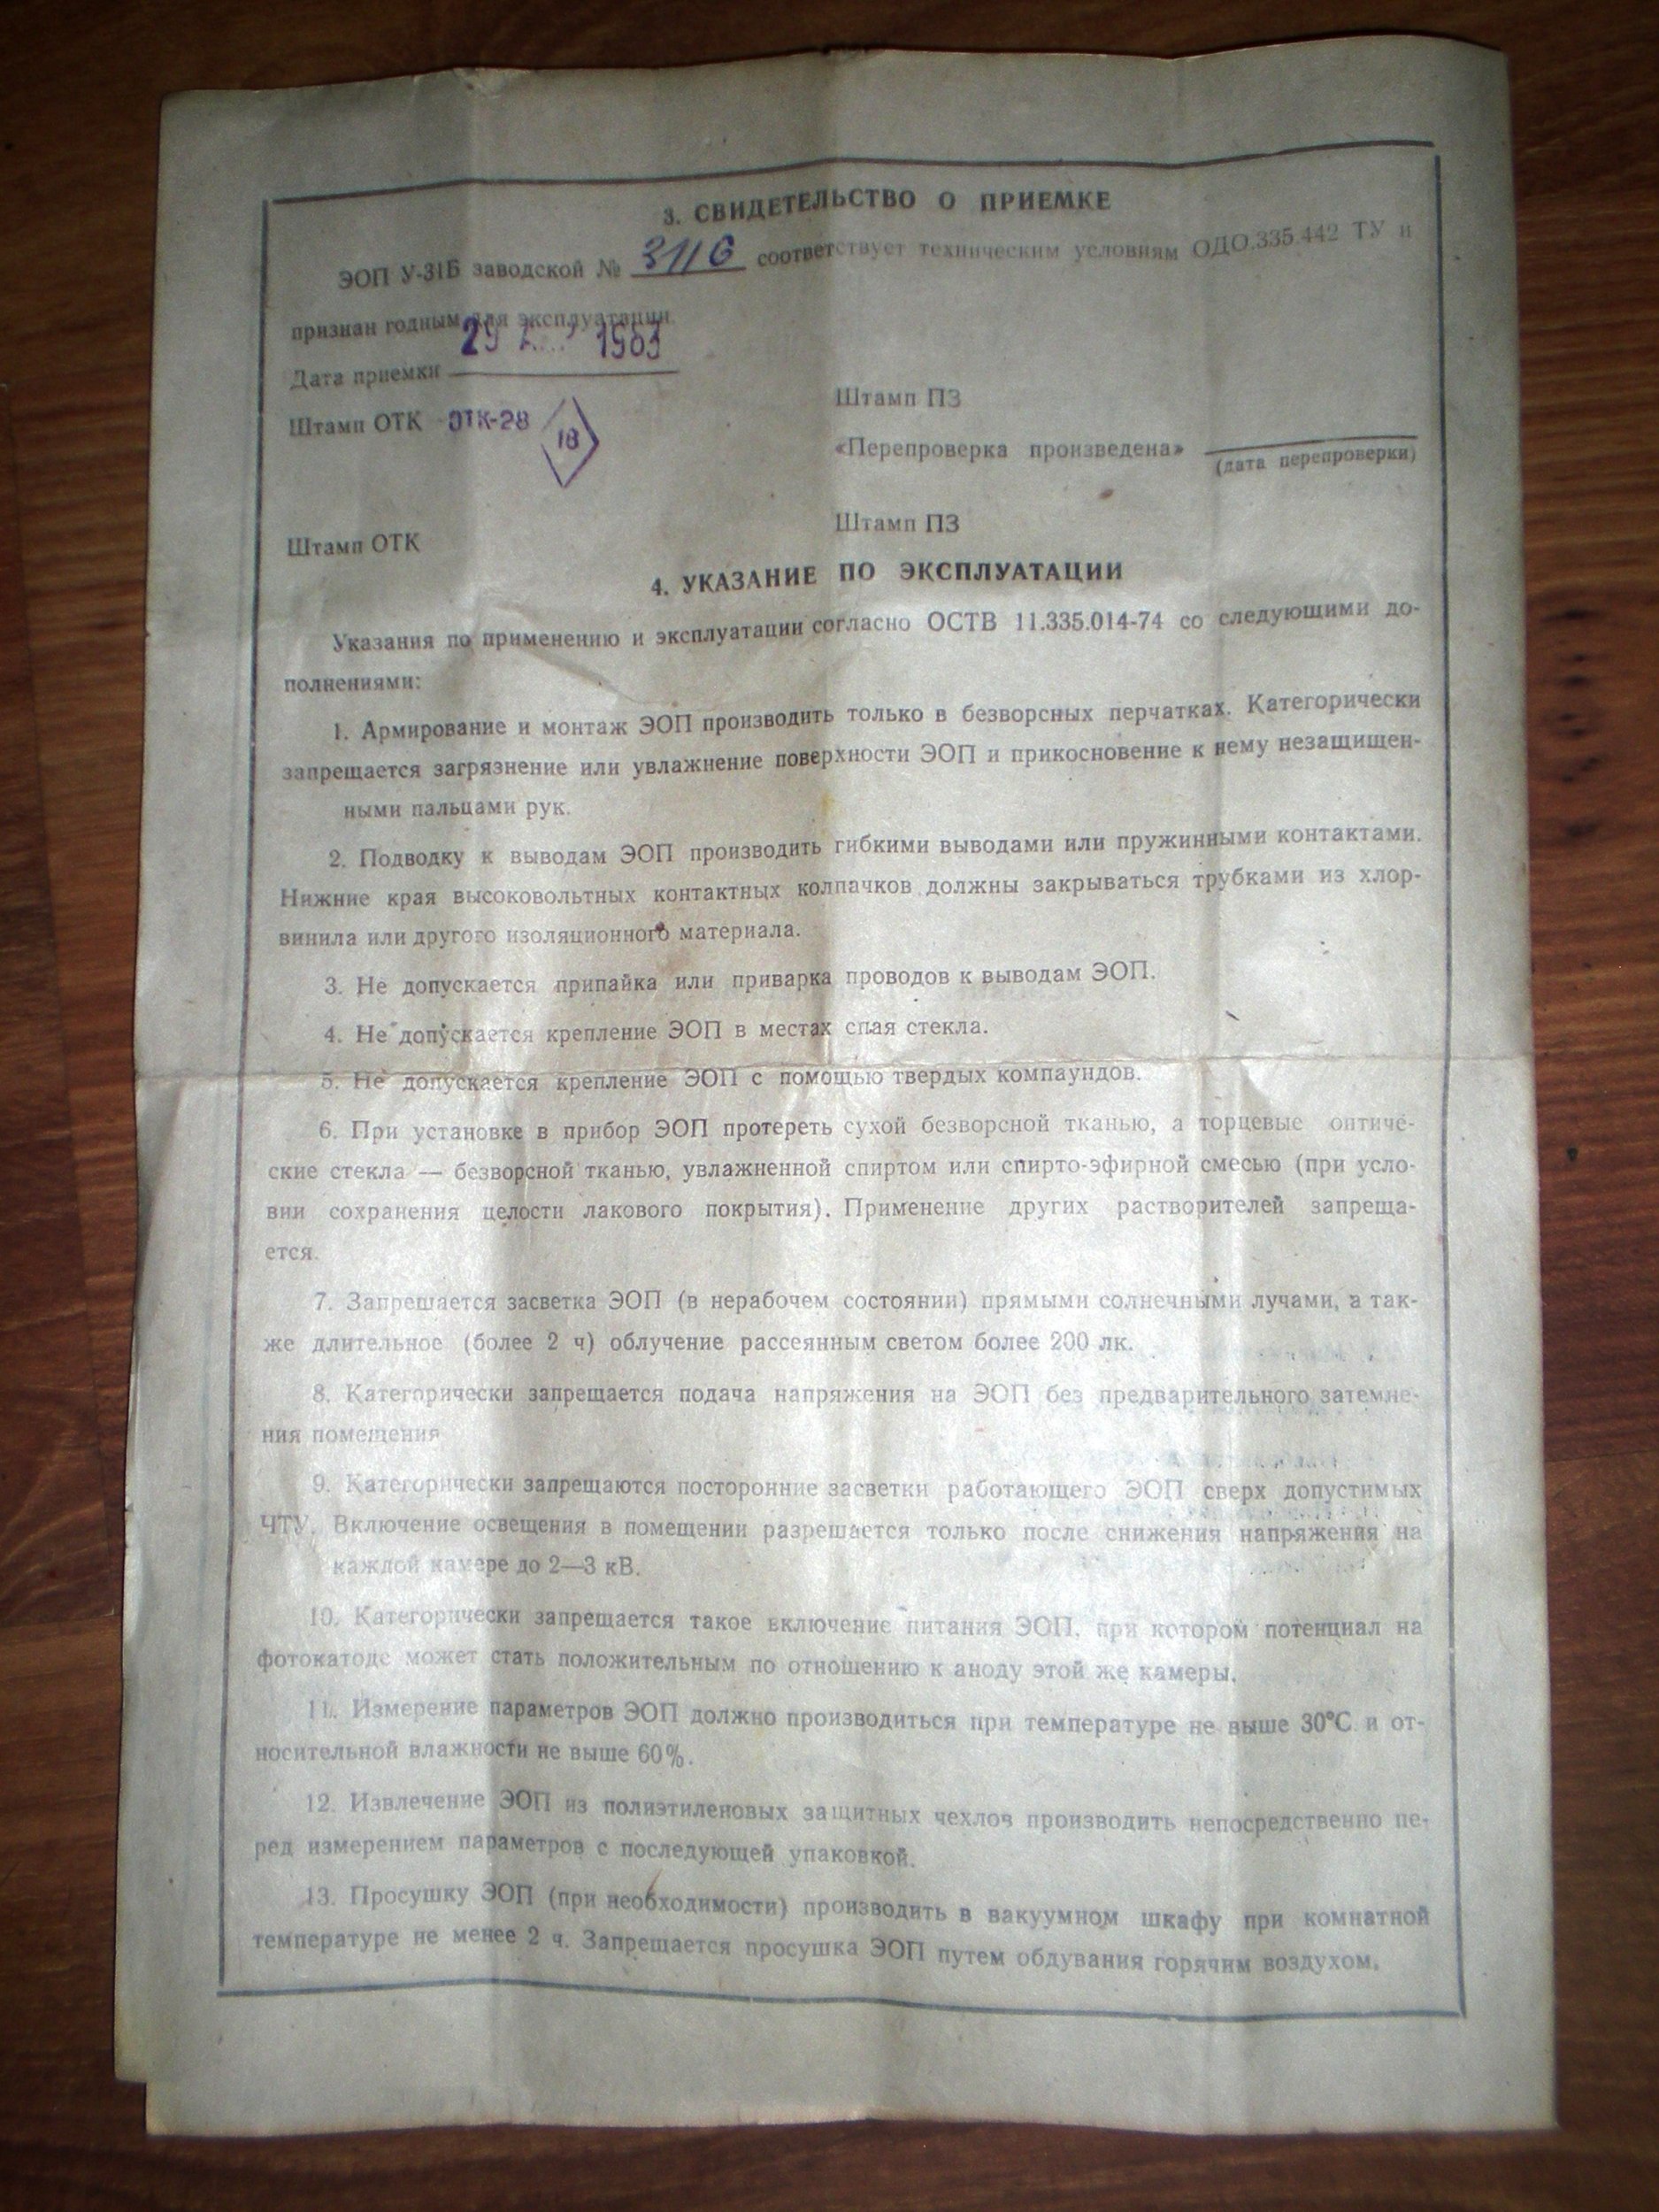 3. СВИДЕТЕЛЬСТВО О ПРИЕМКЕ
ЭОП У-31Б заводской № 3116 соответствует техническим условиям ОДО.335.442 ТУ и
признан годным для эксплуатации.
29 1983
Дата приемки
Штамп ОТК ОТК-28 18
Штамп ПЗ
«Перепроверка произведена»
(дата перепроверки)
Штамп ОТК
Штамп ПЗ
4. УКАЗАНИЕ ПО ЭКСПЛУАТАЦИИ
Указания по применению и эксплуатации согласно ОСТВ 11.335.014-74 со следующими до-
полнениями:
1. Армирование и монтаж ЭОП производить только в безворсных перчатках. Категорически
запрещается загрязнение или увлажнение поверхности ЭОП и прикосновение к нему незащищен-
ными пальцами рук.
2. Подводку к выводам ЭОП производить гибкими выводами или пружинными контактами.
Нижние края высоковольтных контактных колпачков должны закрываться трубками из хлор-
винила или другого изоляционного материала.
3. Не допускается припайка или приварка проводов к выводам ЭОП.
4. Не допускается крепление ЭОП в местах спая стекла.
5. Не допускается крепление ЭОП с помощью твердых компаундов.
6. При установке в прибор ЭОП протереть сухой безворсной тканью, а торцевые оптиче-
ские стекла — безворсной тканью, увлажненной спиртом или спирто-эфирной смесью (при усло-
вии сохранения целости лакового покрытия). Применение других растворителей запреща-
ется.
7. Запрещается засветка ЭОП (в нерабочем состоянии) прямыми солнечными лучами, а так-
же длительное (более 2 ч) облучение рассеянным светом более 200 лк.
8. Категорически запрещается подача напряжения на ЭОП без предварительного затемне-
ния помещения
9. Категорически запрещаются посторонние засветки работающего ЭОП сверх допустимых
ЧТУ. Включение освещения в помещении разрешается только после снижения напряжения на
каждой камере до 2—3 кВ.
10. Категорически запрещается такое включение питания ЭОП, при котором потенциал на
фотокатоде может стать положительным по отношению к аноду этой же камеры.
11. Измерение параметров ЭОП должно производиться при температуре не выше 30°С и от-
носительной влажности не выше 60%.
12. Извлечение ЭОП из полиэтиленовых защитных чехлов производить непосредственно пе-
ред измерением параметров с последующей упаковкой.
13. Просушку ЭОП (при необходимости) производить в вакуумном шкафу при комнатной
температуре не менее 2 ч. Запрещается просушка ЭОП путем обдувания горячим воздухом.